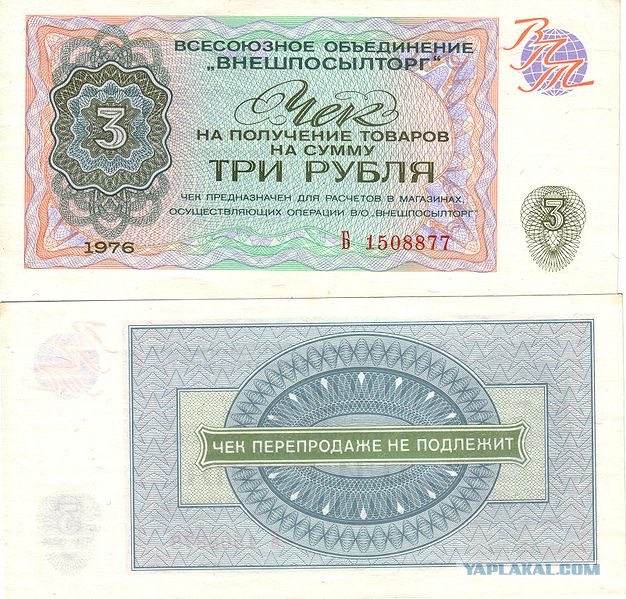 ВСЕСОЮЗНОЕ ОБЪЕДИНЕНИЕ
„ВНЕШПОСЫЛТОРГ“
ВПТ
Чек
3
НА ПОЛУЧЕНИЕ ТОВАРОВ
НА СУММУ
ТРИ РУБЛЯ
ЧЕК ПРЕДНАЗНАЧЕН ДЛЯ РАСЧЕТОВ В МАГАЗИНАХ,
ОСУЩЕСТВЛЯЮЩИХ ОПЕРАЦИИ В/О „ВНЕШПОСЫЛТОРГ“
3
1976
Б 1508877
ЧЕК ПЕРЕПРОДАЖЕ НЕ ПОДЛЕЖИТ
YAPLAKAL.COM